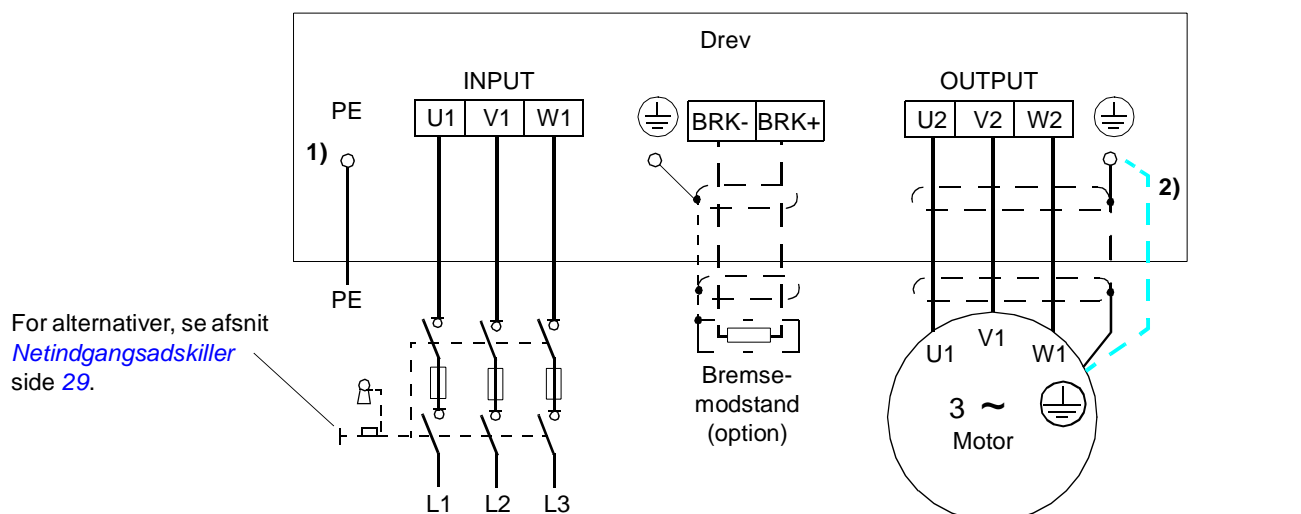 Drev
INPUT
OUTPUT
PE
U1 V1 W1
BRK- BRK+
U2 V2 W2
1)
2)
PE
For alternativer, se afsnit
Netindgangsadskiller
side 29.
U1 V1 W1
Bremse-
modstand
(option)
3 ~
Motor
L1 L2 L3